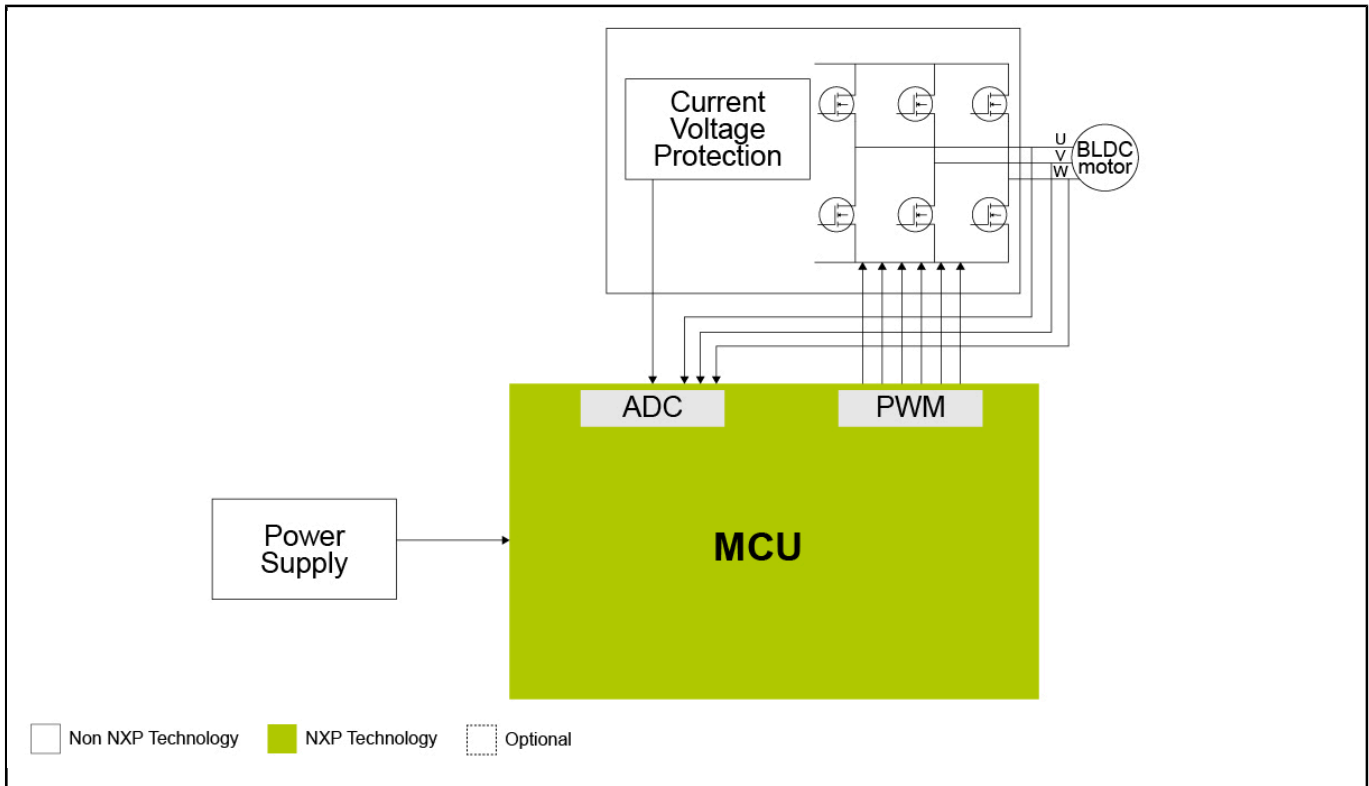 Current
Voltage
Protection
U
V
W
BLDC
motor
ADC
PWM
MCU
Power
Supply
Non NXP Technology
NXP Technology
Optional